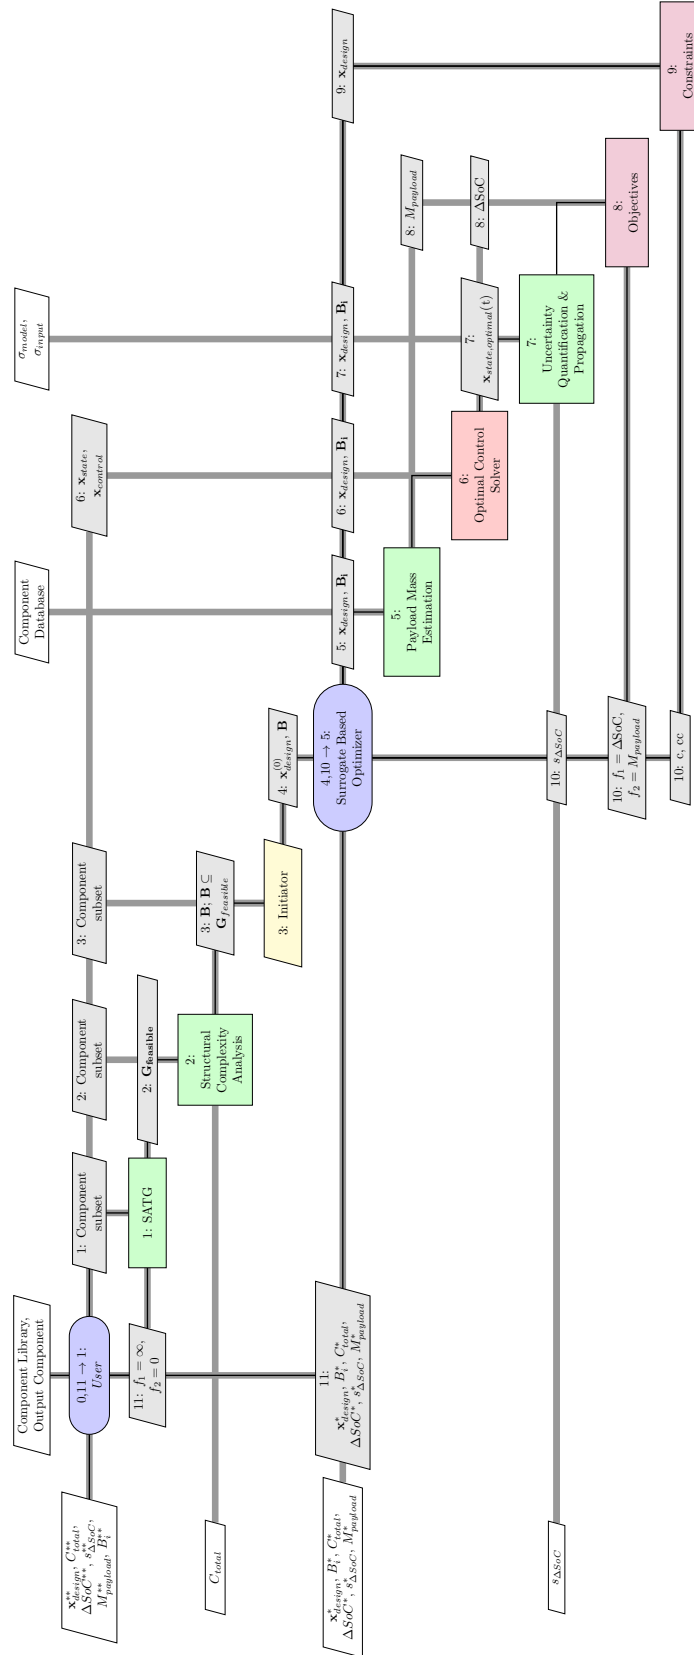 Component Library,
Output Component
Component
Database
σ_model,
σ_input
x**_design, C**_total,
ΔSoC**, s**_ΔSoC,
M**_payload, B**_i
0,11 → 1:
User
1: Component
subset
2: Component
subset
3: Component
subset
6: x_state,
x_control
11: f_1 = ∞,
f_2 = 0
1: SATG
2: G_feasible
C_total
2:
Structural
Complexity
Analysis
3: B; B ⊆
G_feasible
3: Initiator
4: x^(0)_design, B
x*_design, B*_i, C*_total,
ΔSoC*, s*_ΔSoC, M*_payload
11:
x*_design, B*_i, C*_total,
ΔSoC*, s*_ΔSoC, M*_payload
4,10 → 5:
Surrogate Based
Optimizer
5: x_design, B_i
6: x_design, B_i
7: x_design, B_i
9: x_design
5:
Payload Mass
Estimation
8: M_payload
6:
Optimal Control
Solver
7:
x_state,optimal(t)
8: ΔSoC
s_ΔSoC
10: s_ΔSoC
7:
Uncertainty
Quantification &
Propagation
10: f_1 = ΔSoC,
f_2 = M_payload
8:
Objectives
10: c, cc
9:
Constraints